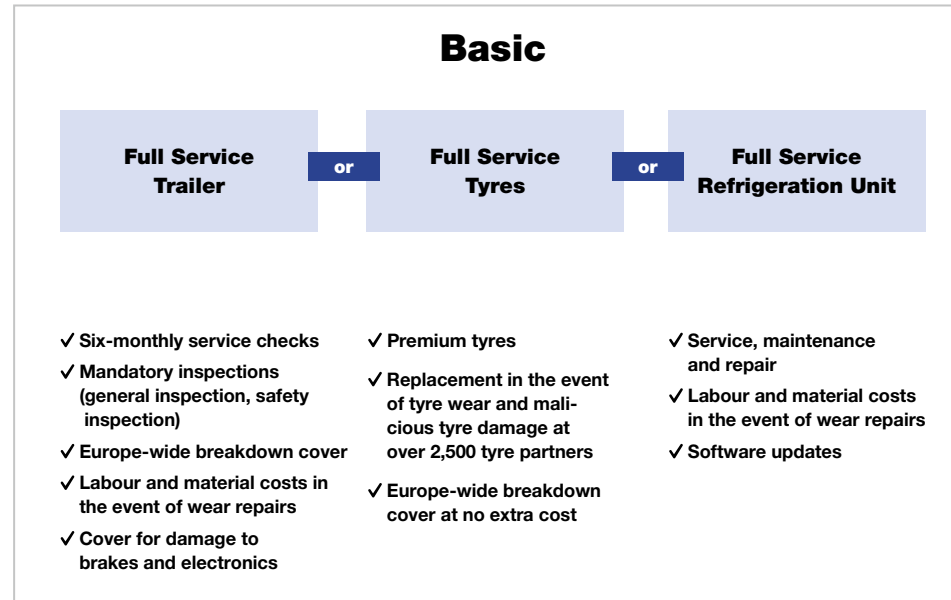 Basic
Full Service
Trailer
or
Full Service
Tyres
or
Full Service
Refrigeration Unit
✓ Six-monthly service checks
✓ Mandatory inspections
(general inspection, safety
inspection)
✓ Europe-wide breakdown cover
✓ Labour and material costs in
the event of wear repairs
✓ Cover for damage to
brakes and electronics
✓ Premium tyres
✓ Replacement in the event
of tyre wear and mali-
cious tyre damage at
over 2,500 tyre partners
✓ Europe-wide breakdown
cover at no extra cost
✓ Service, maintenance
and repair
✓ Labour and material costs
in the event of wear repairs
✓ Software updates